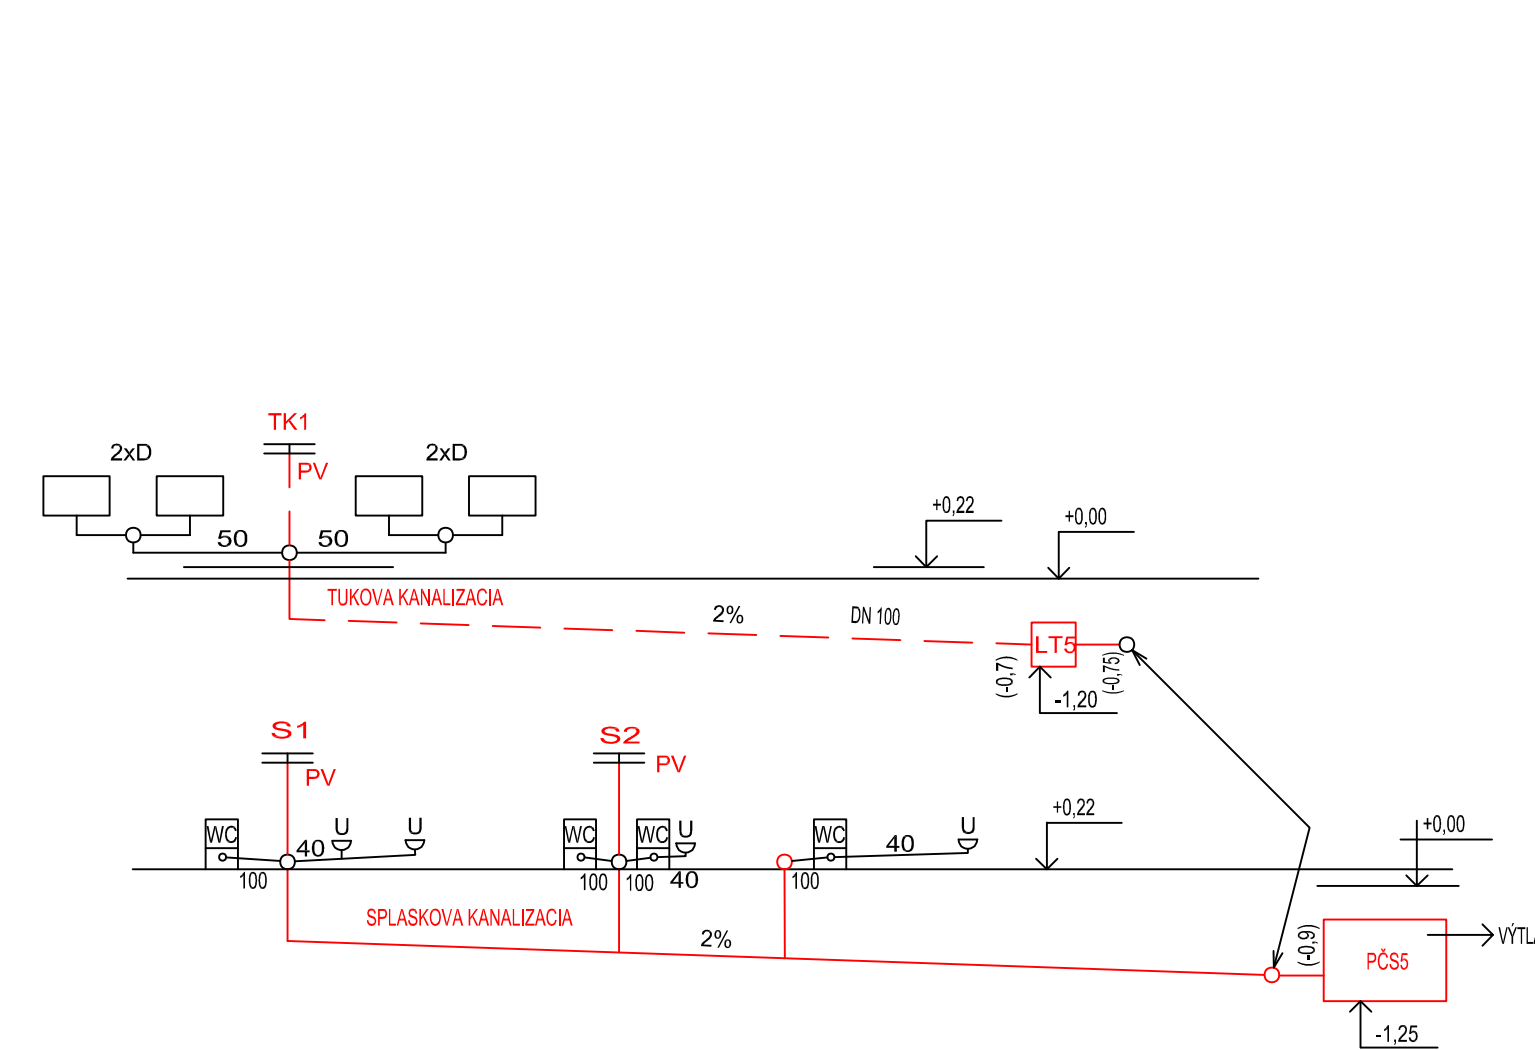 TK1
2xD
2xD
PV
50
50
+0,22
+0,00
TUKOVA KANALIZACIA
2%
DN 100
LT5
(-0,7)
(-0,75)
-1,20
S1
S2
PV
PV
WC
40
U
U
WC
WC
U
WC
40
U
+0,22
+0,00
100
100
100
40
100
SPLASKOVA KANALIZACIA
2%
(-0,9)
PČS5
VÝTL
-1,25